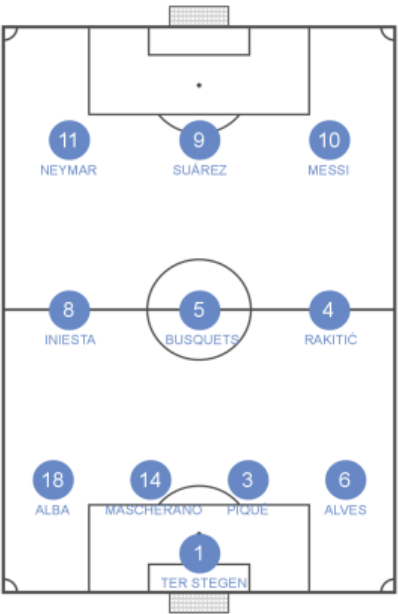 11 9 10
NEYMAR SUÁREZ MESSI
8 5 4
INIESTA BUSQUETS RAKITIĆ
18 14 3 6
ALBA MASCHERANO PIQUÉ ALVES
1
TER STEGEN